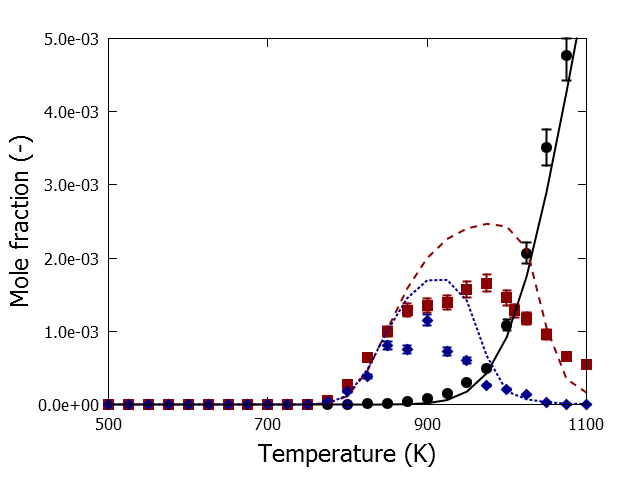 5.0e-03
4.0e-03
3.0e-03
2.0e-03
1.0e-03
0.0e+00
Mole fraction (-)
500
700
900
1100
Temperature (K)